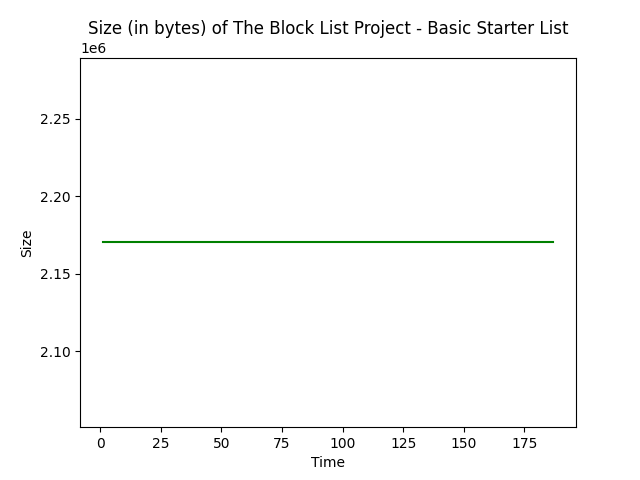 Size (in bytes) of The Block List Project - Basic Starter List
1e6
2.25
2.20
2.15
2.10
Size
0 25 50 75 100 125 150 175
Time